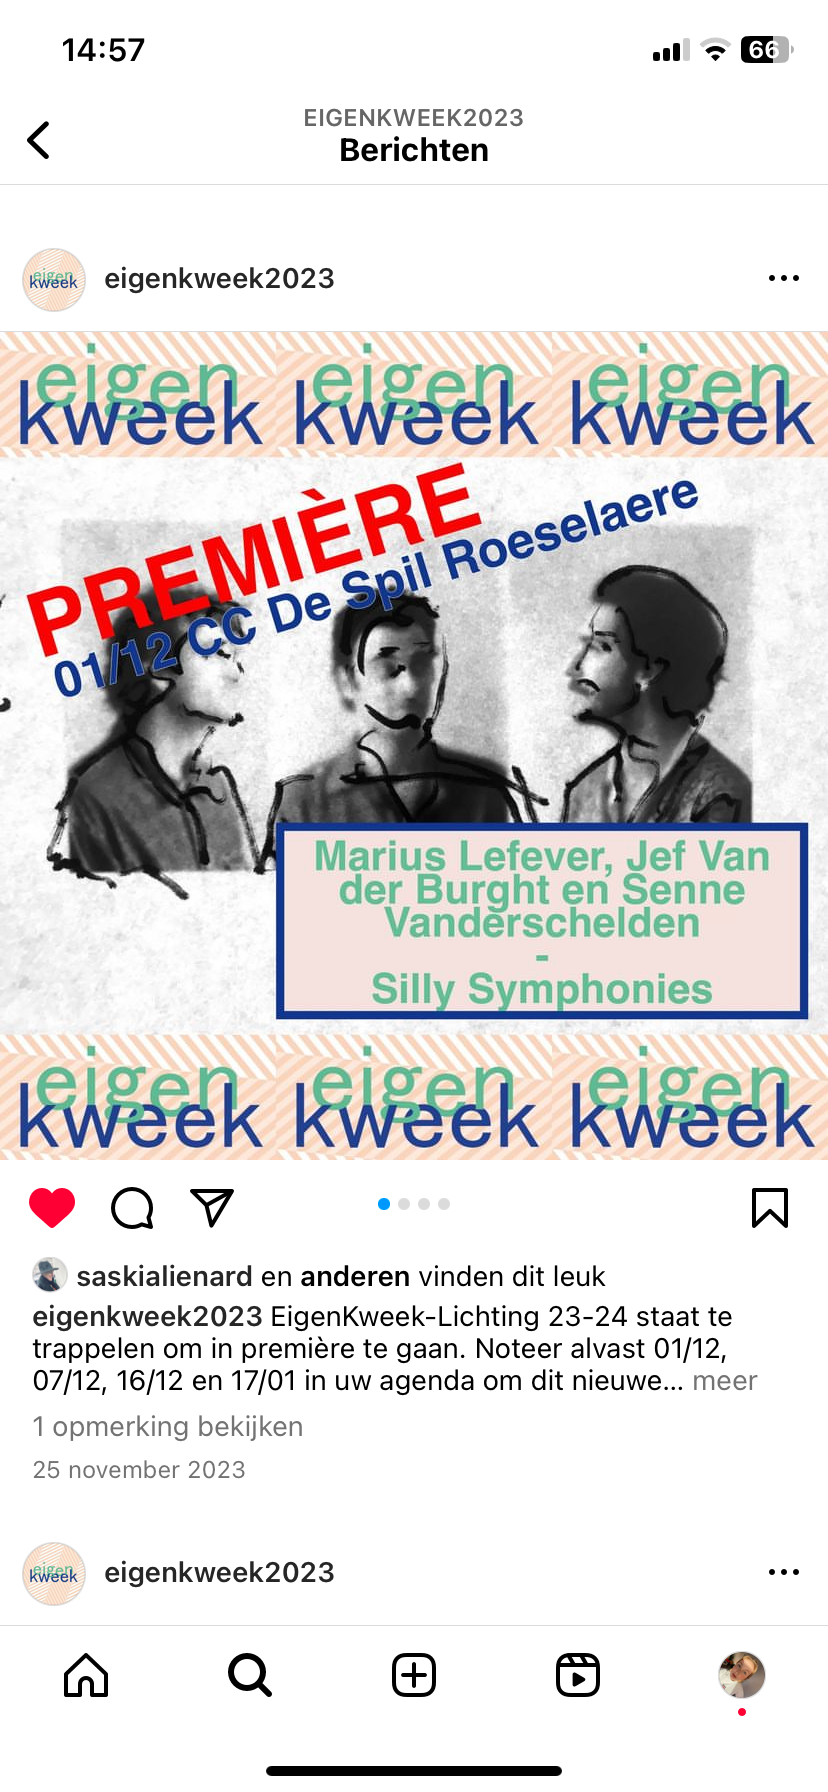 14:57
66
EIGENKWEEK2023
Berichten
eigen
kweek
eigenkweek2023
eigen eigen eigen
kweek kweek kweek
PREMIÈRE
01/12 CC De Spil Roeselaere
Marius Lefever, Jef Van
der Burght en Senne
Vanderschelden
-
Silly Symphonies
eigen eigen eigen
kweek kweek kweek
saskialienard en anderen vinden dit leuk
eigenkweek2023 EigenKweek-Lichting 23-24 staat te
trappelen om in première te gaan. Noteer alvast 01/12,
07/12, 16/12 en 17/01 in uw agenda om dit nieuwe... meer
1 opmerking bekijken
25 november 2023
eigen
kweek
eigenkweek2023